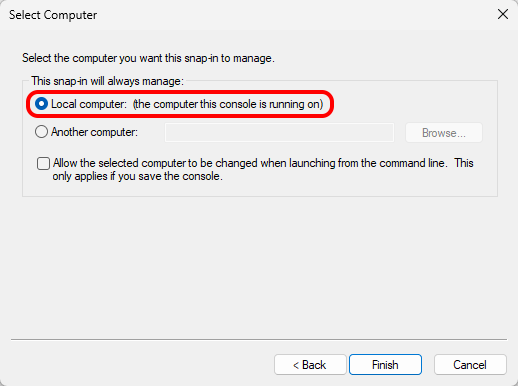 Select Computer
Select the computer you want this snap-in to manage.
This snap-in will always manage:
Local computer:  (the computer this console is running on)
Another computer:
Browse...
Allow the selected computer to be changed when launching from the command line.  This
only applies if you save the console.
< Back
Finish
Cancel